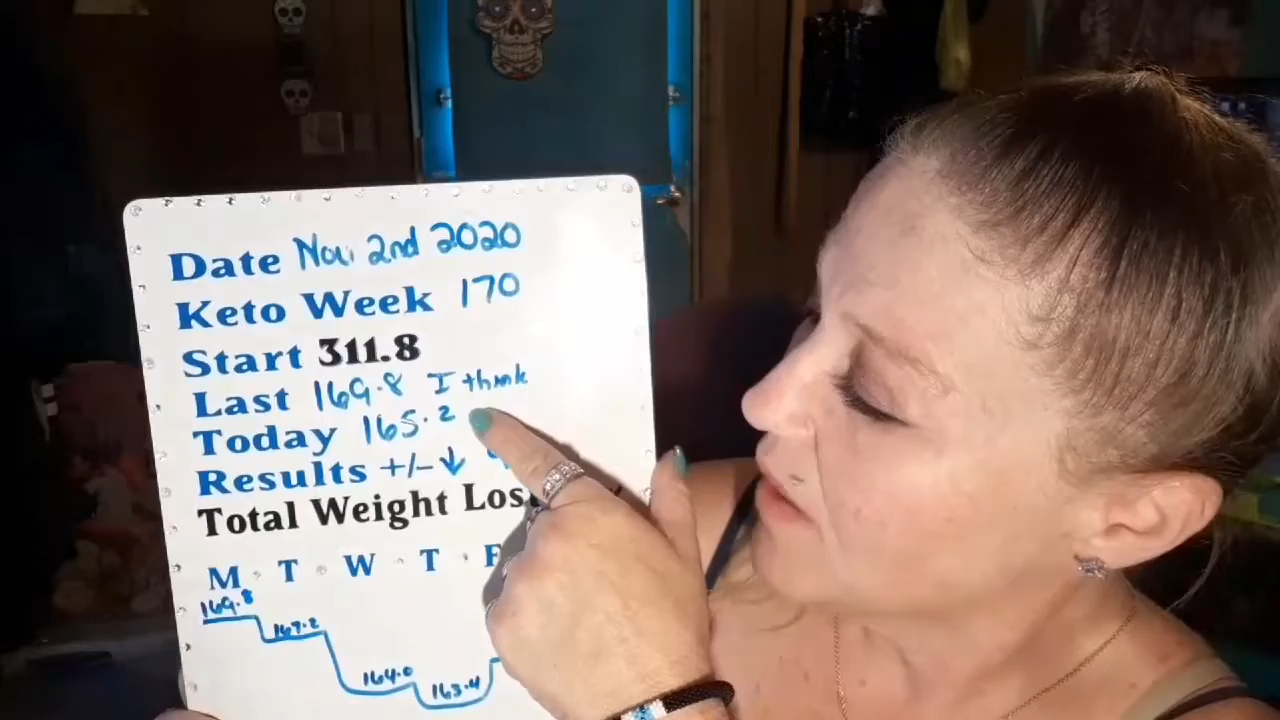 Date Nov. 2nd 2020
Keto Week 170
Start 311.8
Last 169.8 I think
Today 165.2
Results +/- ↓
Total Weight Los
M T W T F
169.8
167.2
164.0
163.4